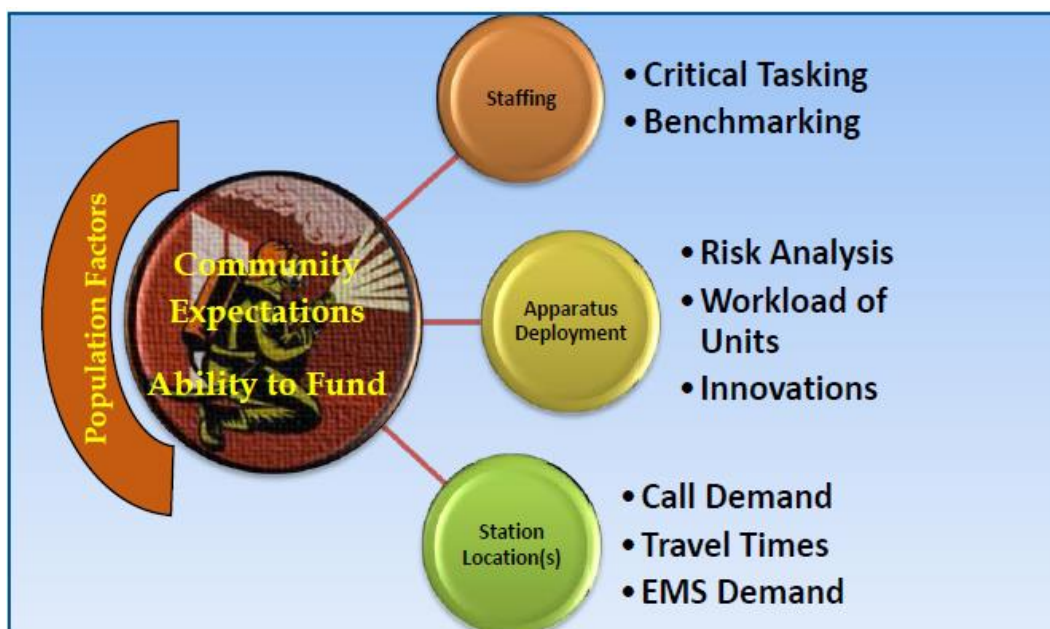 Population Factors
Community
Expectations
Ability to Fund
Staffing
• Critical Tasking
• Benchmarking
Apparatus
Deployment
• Risk Analysis
• Workload of
Units
• Innovations
Station
Location(s)
• Call Demand
• Travel Times
• EMS Demand